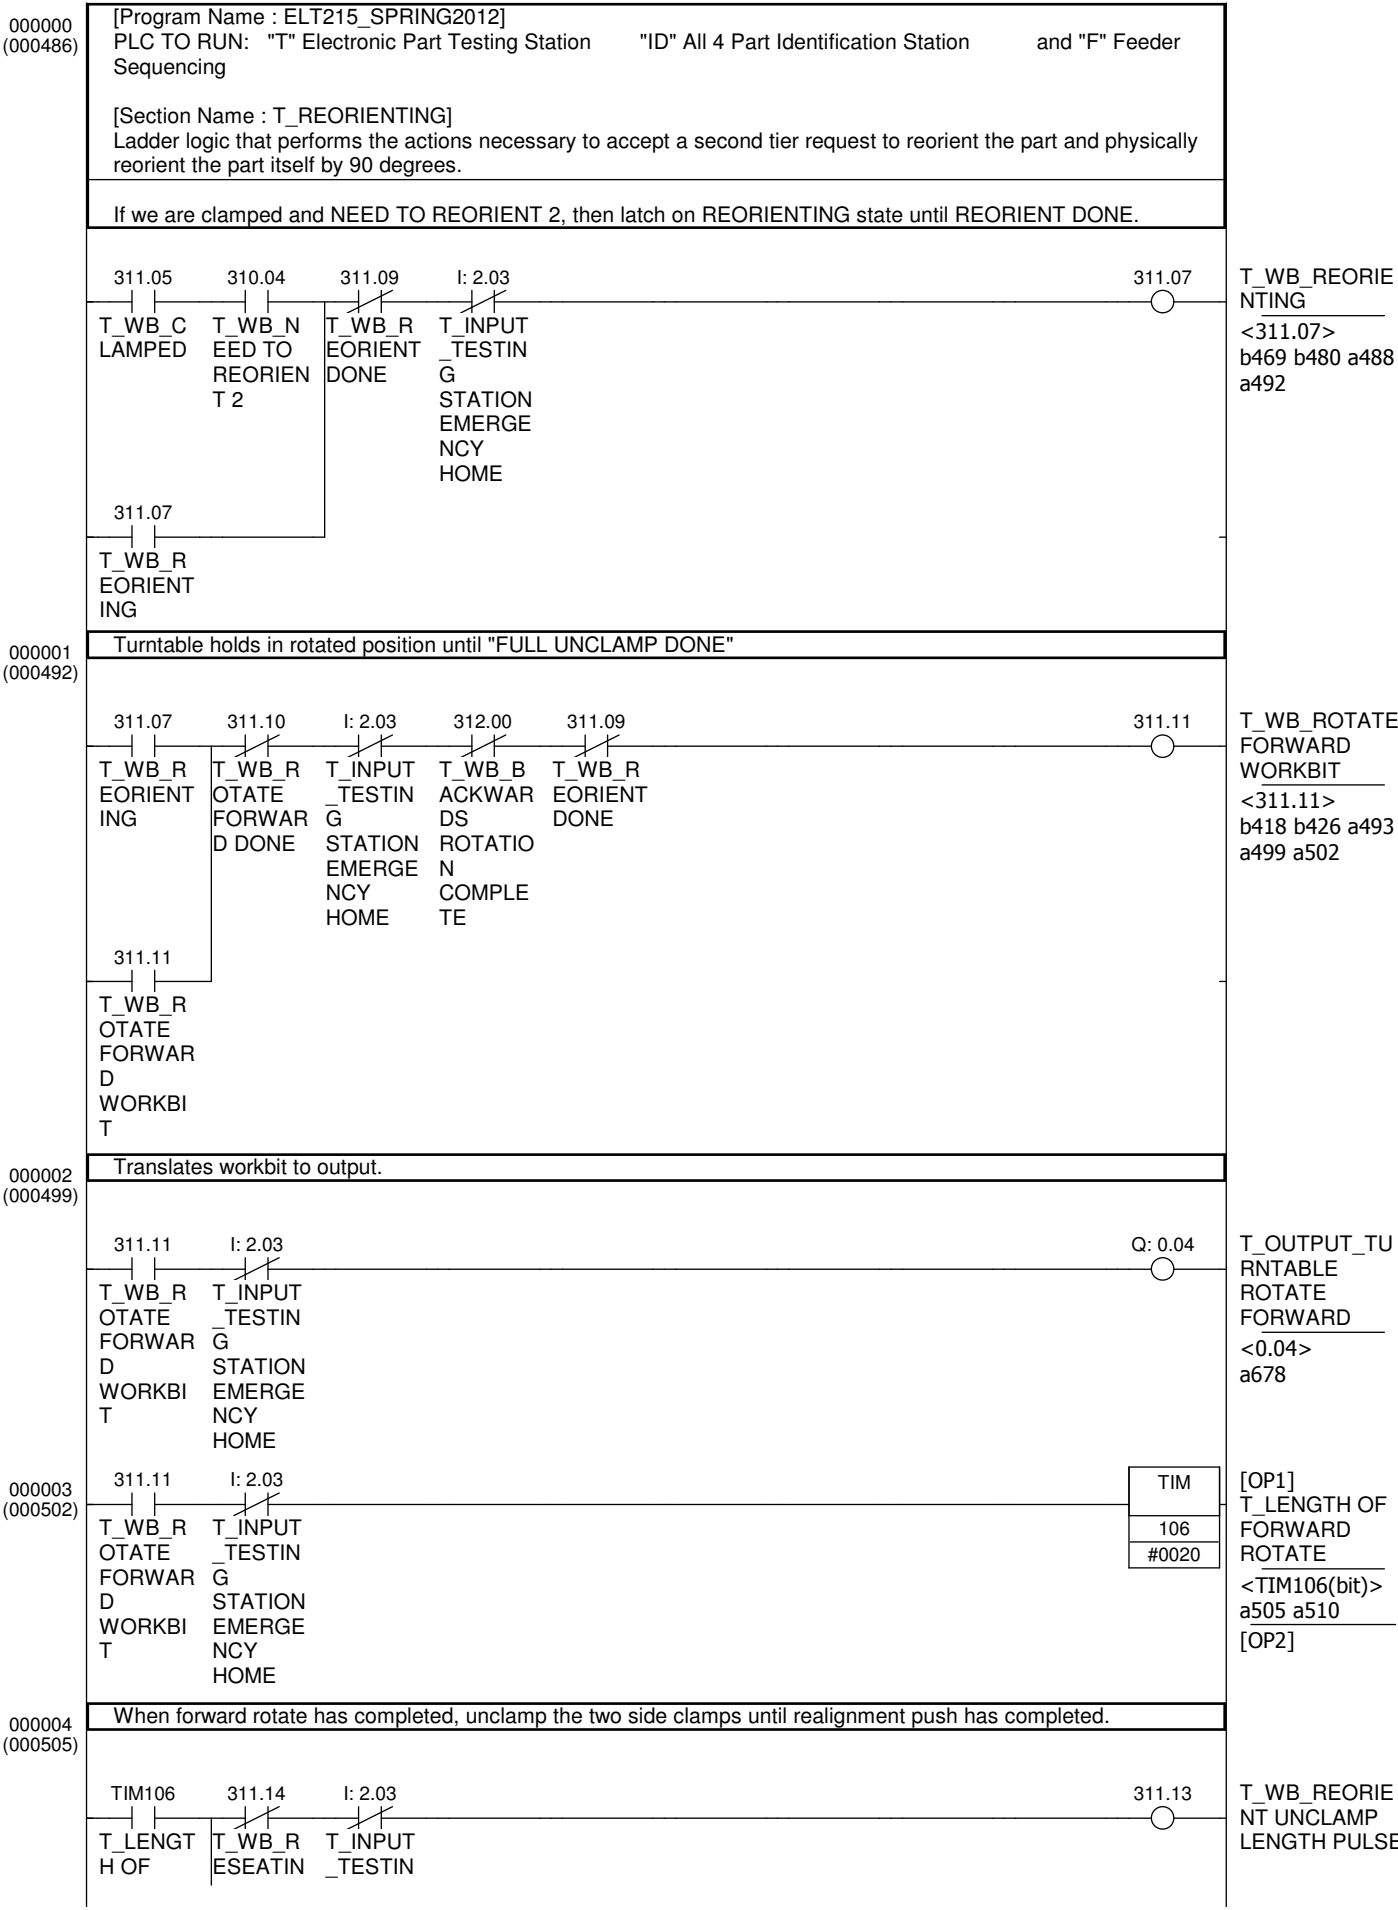 000000
(000486)
[Program Name : ELT215_SPRING2012]
PLC TO RUN: "T" Electronic Part Testing Station "ID" All 4 Part Identification Station and "F" Feeder
Sequencing
[Section Name : T_REORIENTING]
Ladder logic that performs the actions necessary to accept a second tier request to reorient the part and physically
reorient the part itself by 90 degrees.
If we are clamped and NEED TO REORIENT 2, then latch on REORIENTING state until REORIENT DONE.
311.05 310.04 311.09 I: 2.03 311.07 T_WB_REORIE
NTING
T_WB_C T_WB_N T_WB_R T_INPUT <311.07>
LAMPED EED TO EORIENT _TESTIN b469 b480 a488
REORIEN DONE G a492
T 2 STATION
EMERGE
NCY
HOME
311.07
T_WB_R
EORIENT
ING
000001
(000492)
Turntable holds in rotated position until "FULL UNCLAMP DONE"
311.07 311.10 I: 2.03 312.00 311.09 311.11 T_WB_ROTATE
FORWARD
T_WB_R T_WB_R T_INPUT T_WB_B T_WB_R WORKBIT
EORIENT OTATE _TESTIN ACKWAR EORIENT <311.11>
ING FORWAR G DS DONE b418 b426 a493
D DONE STATION ROTATIO a499 a502
EMERGE N
NCY COMPLE
HOME TE
311.11
T_WB_R
OTATE
FORWAR
D
WORKBI
T
000002
(000499)
Translates workbit to output.
311.11 I: 2.03 Q: 0.04 T_OUTPUT_TU
RNTABLE
T_WB_R T_INPUT ROTATE
OTATE _TESTIN FORWARD
FORWAR G <0.04>
D STATION a678
WORKBI EMERGE
T NCY
HOME
000003
(000502)
311.11 I: 2.03 TIM [OP1]
T_LENGTH OF
T_WB_R T_INPUT 106 FORWARD
OTATE _TESTIN #0020 ROTATE
FORWAR G <TIM106(bit)>
D STATION a505 a510
WORKBI EMERGE [OP2]
T NCY
HOME
000004
(000505)
When forward rotate has completed, unclamp the two side clamps until realignment push has completed.
TIM106 311.14 I: 2.03 311.13 T_WB_REORIE
NT UNCLAMP
T_LENGT T_WB_R T_INPUT LENGTH PULSE
H OF ESEATIN _TESTIN